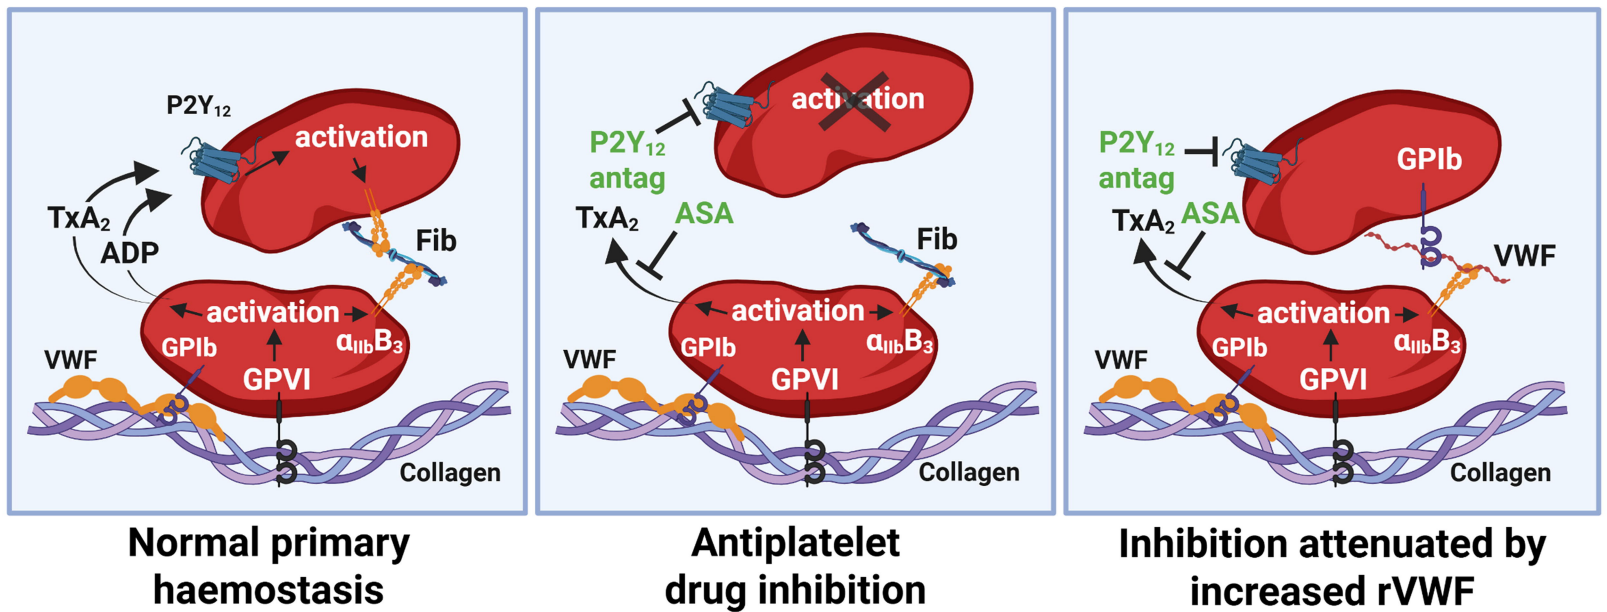 P2Y₁₂
activation
TxA₂
ADP
Fib
activation
GPIb
αIIbB₃
VWF
GPVI
Collagen
Normal primary
haemostasis
activation
P2Y₁₂
antag
TxA₂
ASA
Fib
activation
GPIb
αIIbB₃
VWF
GPVI
Collagen
Antiplatelet
drug inhibition
P2Y₁₂
antag
GPIb
TxA₂
ASA
VWF
activation
GPIb
αIIbB₃
VWF
GPVI
Collagen
Inhibition attenuated by
increased rVWF